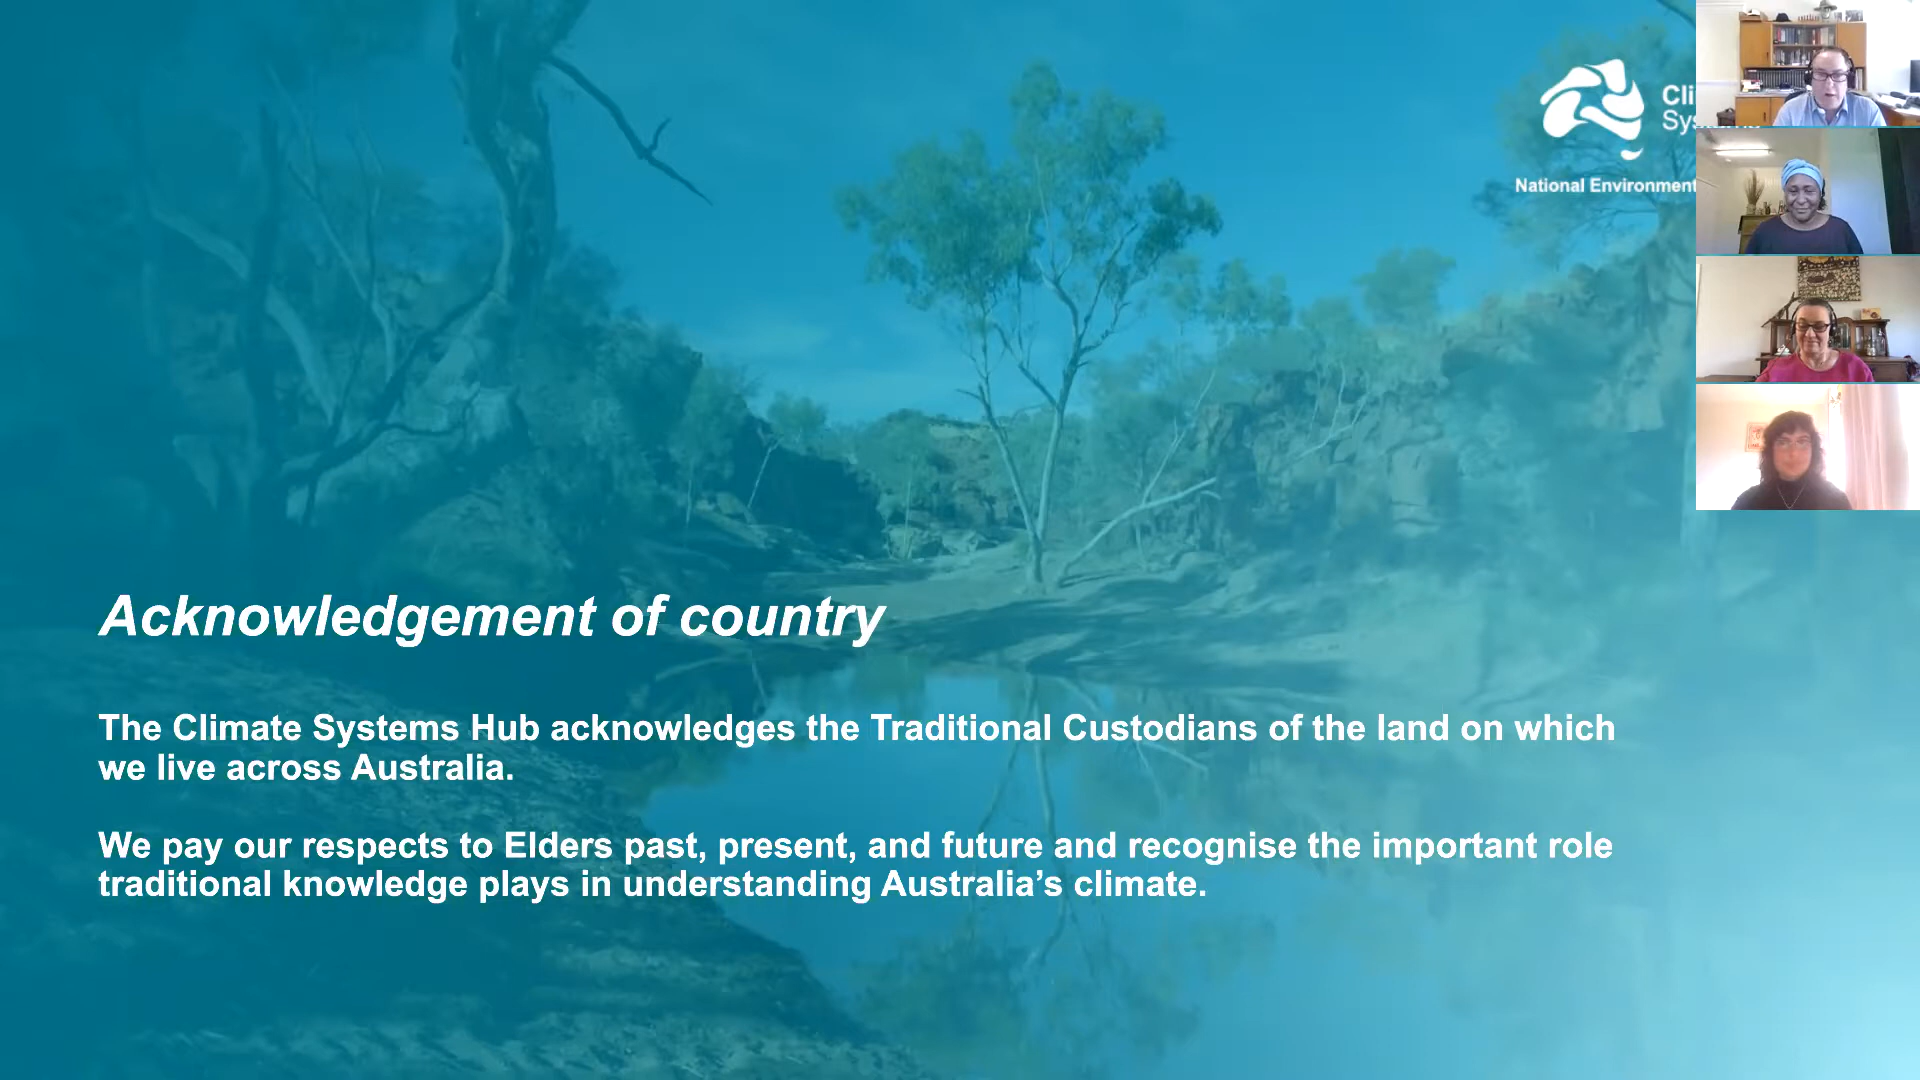 National Environment
Acknowledgement of country
The Climate Systems Hub acknowledges the Traditional Custodians of the land on which
we live across Australia.
We pay our respects to Elders past, present, and future and recognise the important role
traditional knowledge plays in understanding Australia’s climate.